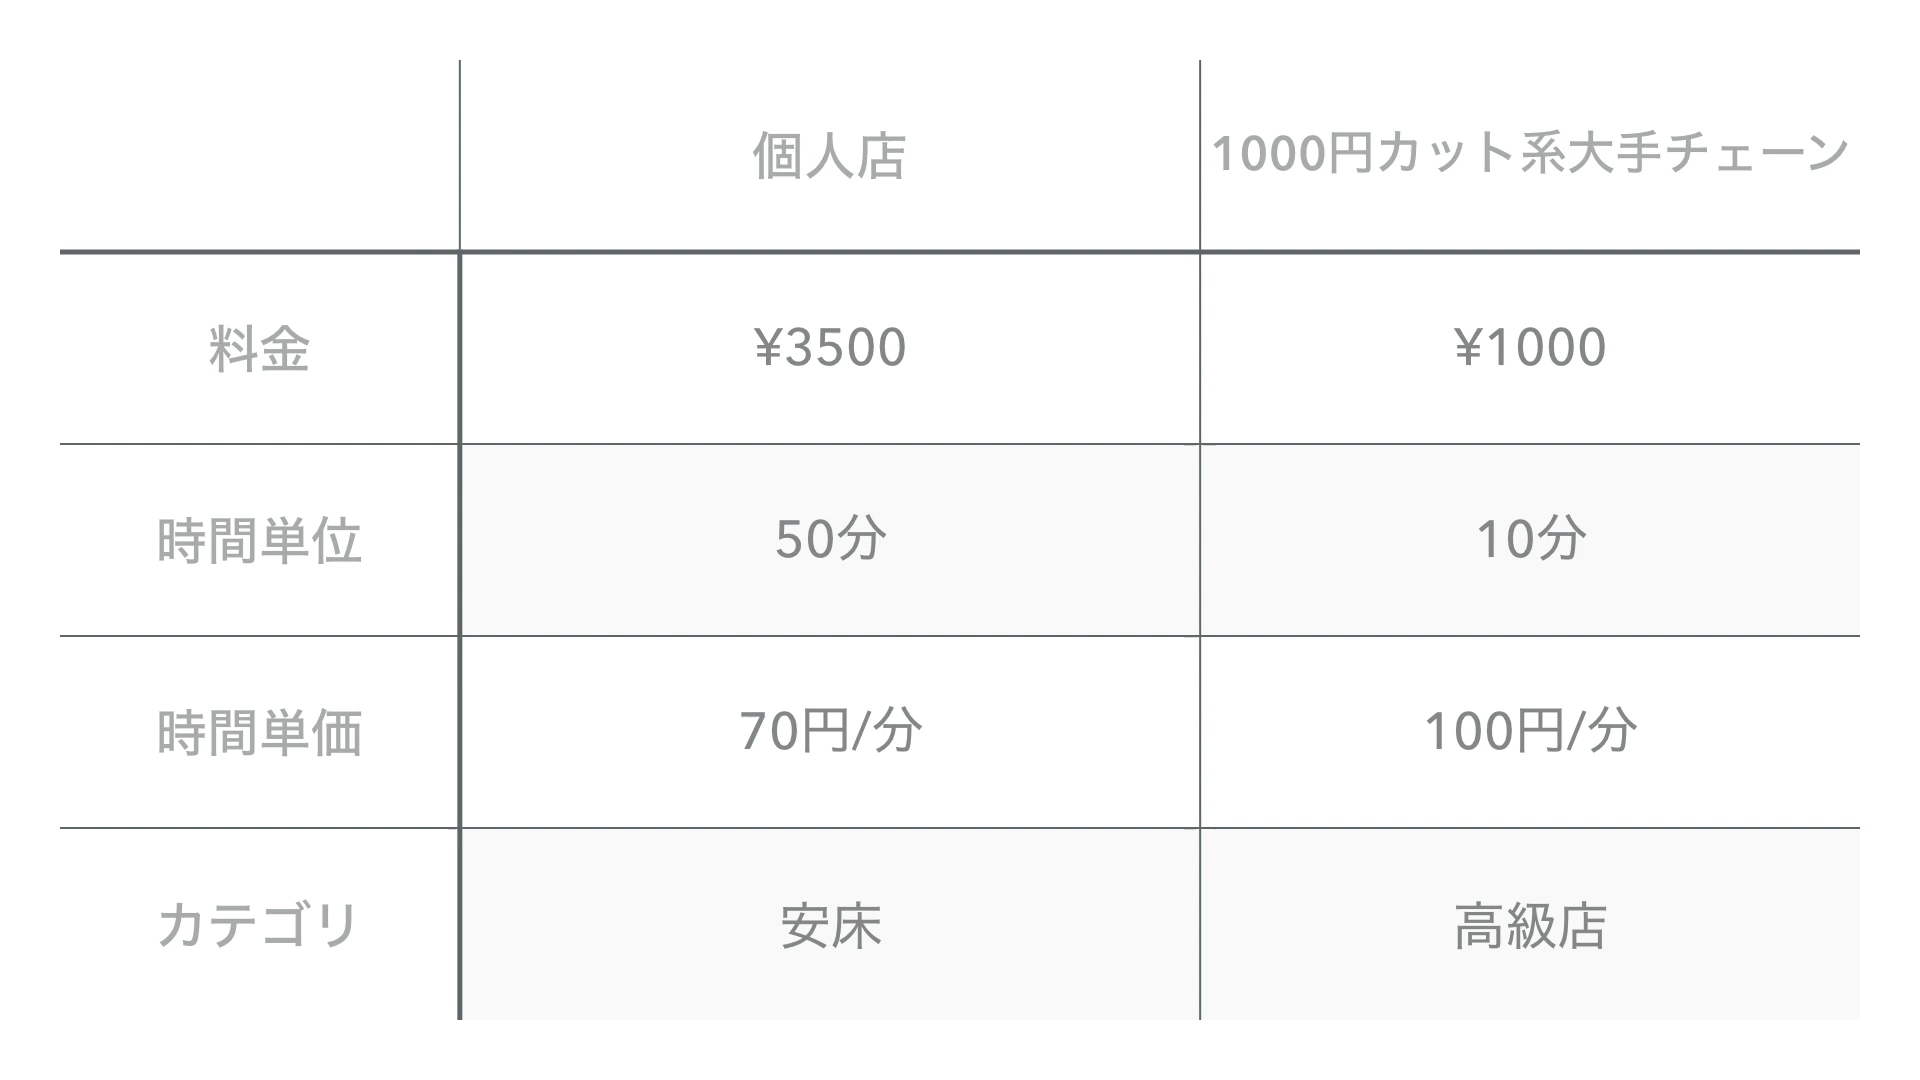 個人店 1000円カット系大手チェーン
料金 ¥3500 ¥1000
時間単位 50分 10分
時間単価 70円/分 100円/分
カテゴリ 安床 高級店